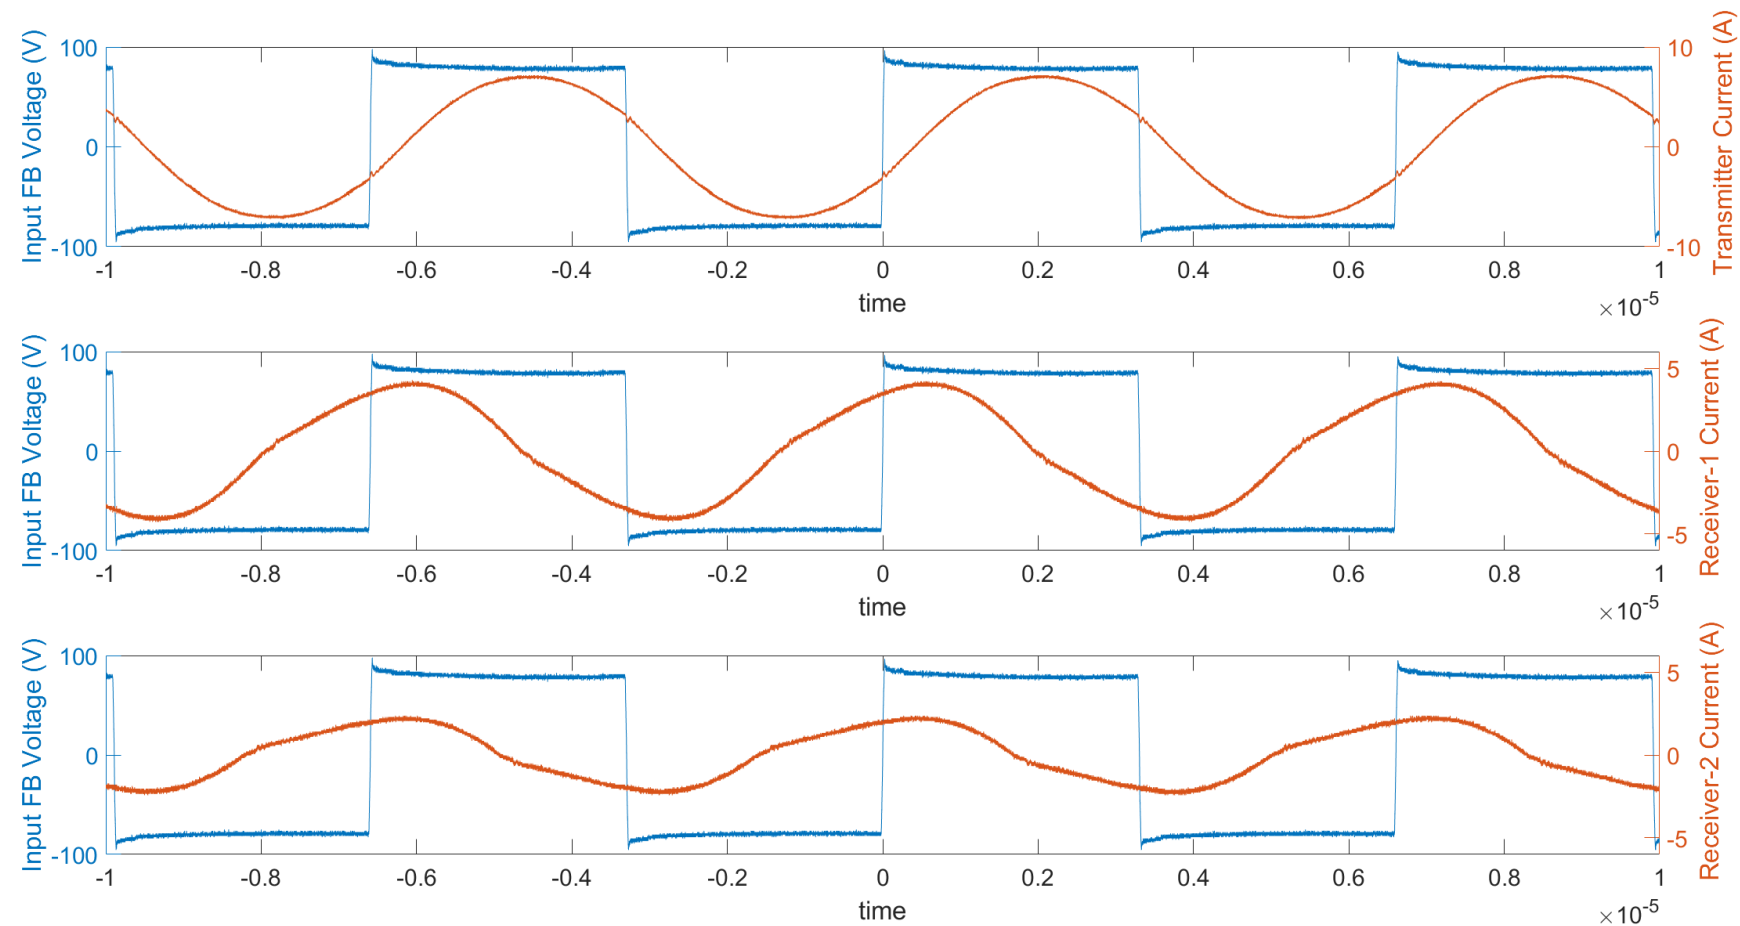 Input FB Voltage (V)
100
0
-100
10
0
-10
Transmitter Current (A)
-1 -0.8 -0.6 -0.4 -0.2 0 0.2 0.4 0.6 0.8 1
time
×10-5
Input FB Voltage (V)
100
0
-100
5
0
-5
Receiver-1 Current (A)
-1 -0.8 -0.6 -0.4 -0.2 0 0.2 0.4 0.6 0.8 1
time
×10-5
Input FB Voltage (V)
100
0
-100
5
0
-5
Receiver-2 Current (A)
-1 -0.8 -0.6 -0.4 -0.2 0 0.2 0.4 0.6 0.8 1
time
×10-5